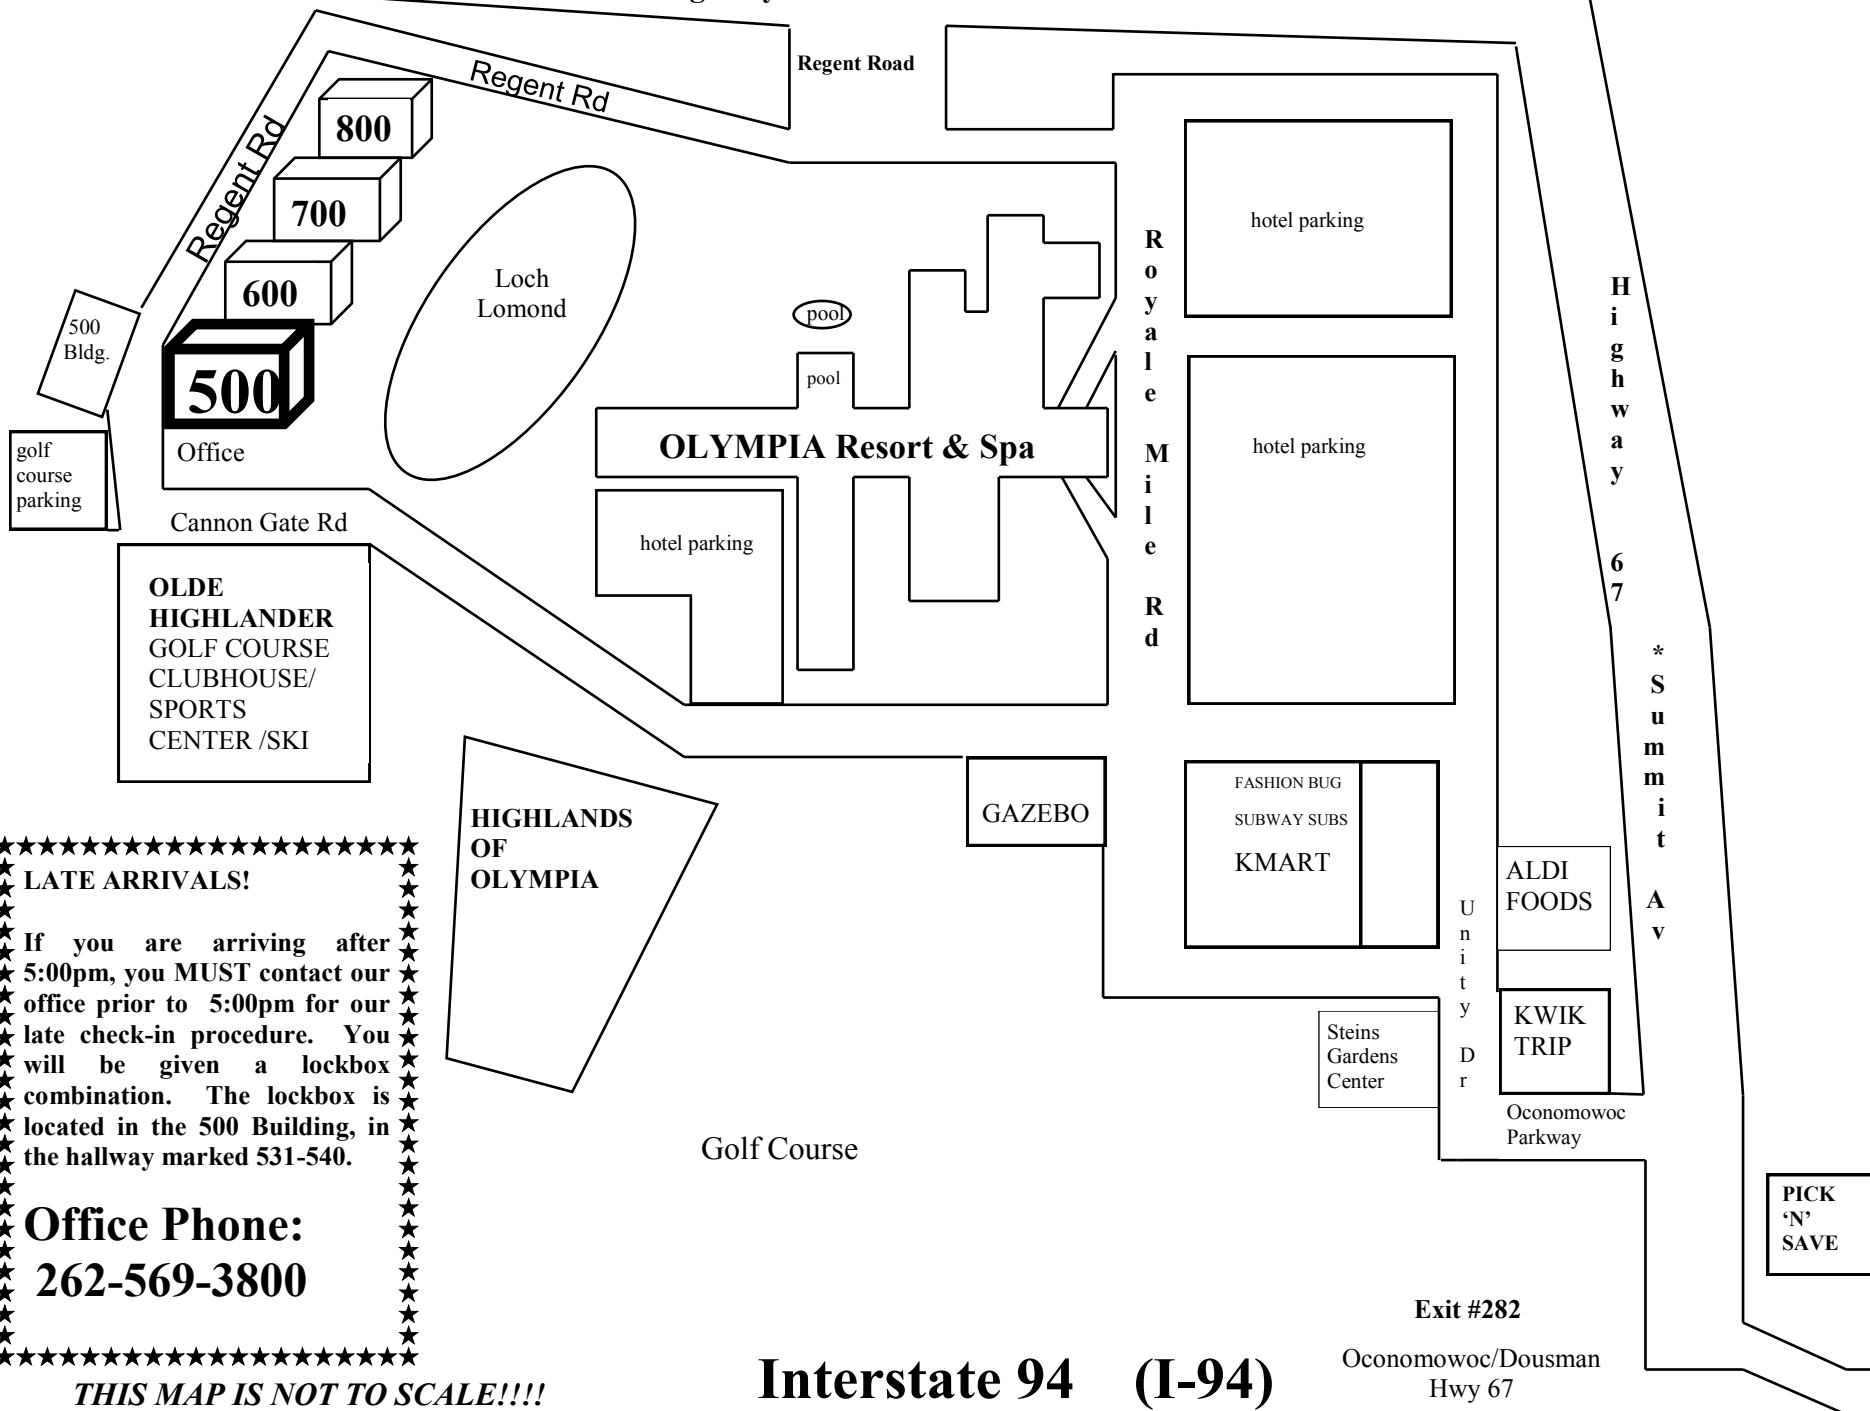 Regent Road
Regent Rd
Regent Rd
800
700
600
500
500
Bldg.
Office
golf
course
parking
Cannon Gate Rd
Loch
Lomond
pool
pool
OLYMPIA Resort & Spa
hotel parking
hotel parking
hotel parking
Royale Mile Rd
Highway 67
*Summit Av
OLDE
HIGHLANDER
GOLF COURSE
CLUBHOUSE/
SPORTS
CENTER /SKI
HIGHLANDS
OF
OLYMPIA
GAZEBO
FASHION BUG
SUBWAY SUBS
KMART
Unity Dr
ALDI
FOODS
KWIK
TRIP
Steins
Gardens
Center
Oconomowoc
Parkway
Golf Course
PICK
‘N’
SAVE
LATE ARRIVALS!
If you are arriving after
5:00pm, you MUST contact our
office prior to 5:00pm for our
late check-in procedure. You
will be given a lockbox
combination. The lockbox is
located in the 500 Building, in
the hallway marked 531-540.
Office Phone:
262-569-3800
THIS MAP IS NOT TO SCALE!!!!
Interstate 94 (I-94)
Exit #282
Oconomowoc/Dousman
Hwy 67